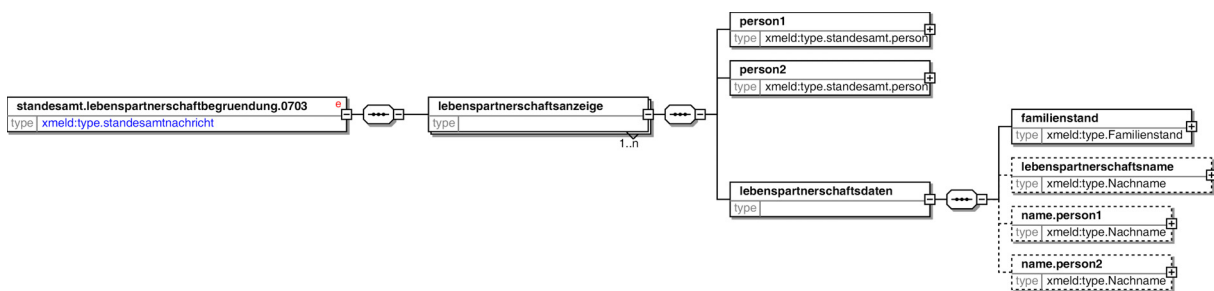 person1
type xmeld:type.standesamt.person
person2
type xmeld:type.standesamt.person
standesamt.lebenspartnerschaftbegruendung.0703 e
type xmeld:type.standesamtnachricht
lebenspartnerschaftsanzeige
type
1..n
lebenspartnerschaftsdaten
type
familienstand
type xmeld:type.Familienstand
lebenspartnerschaftsname
type xmeld:type.Nachname
name.person1
type xmeld:type.Nachname
name.person2
type xmeld:type.Nachname